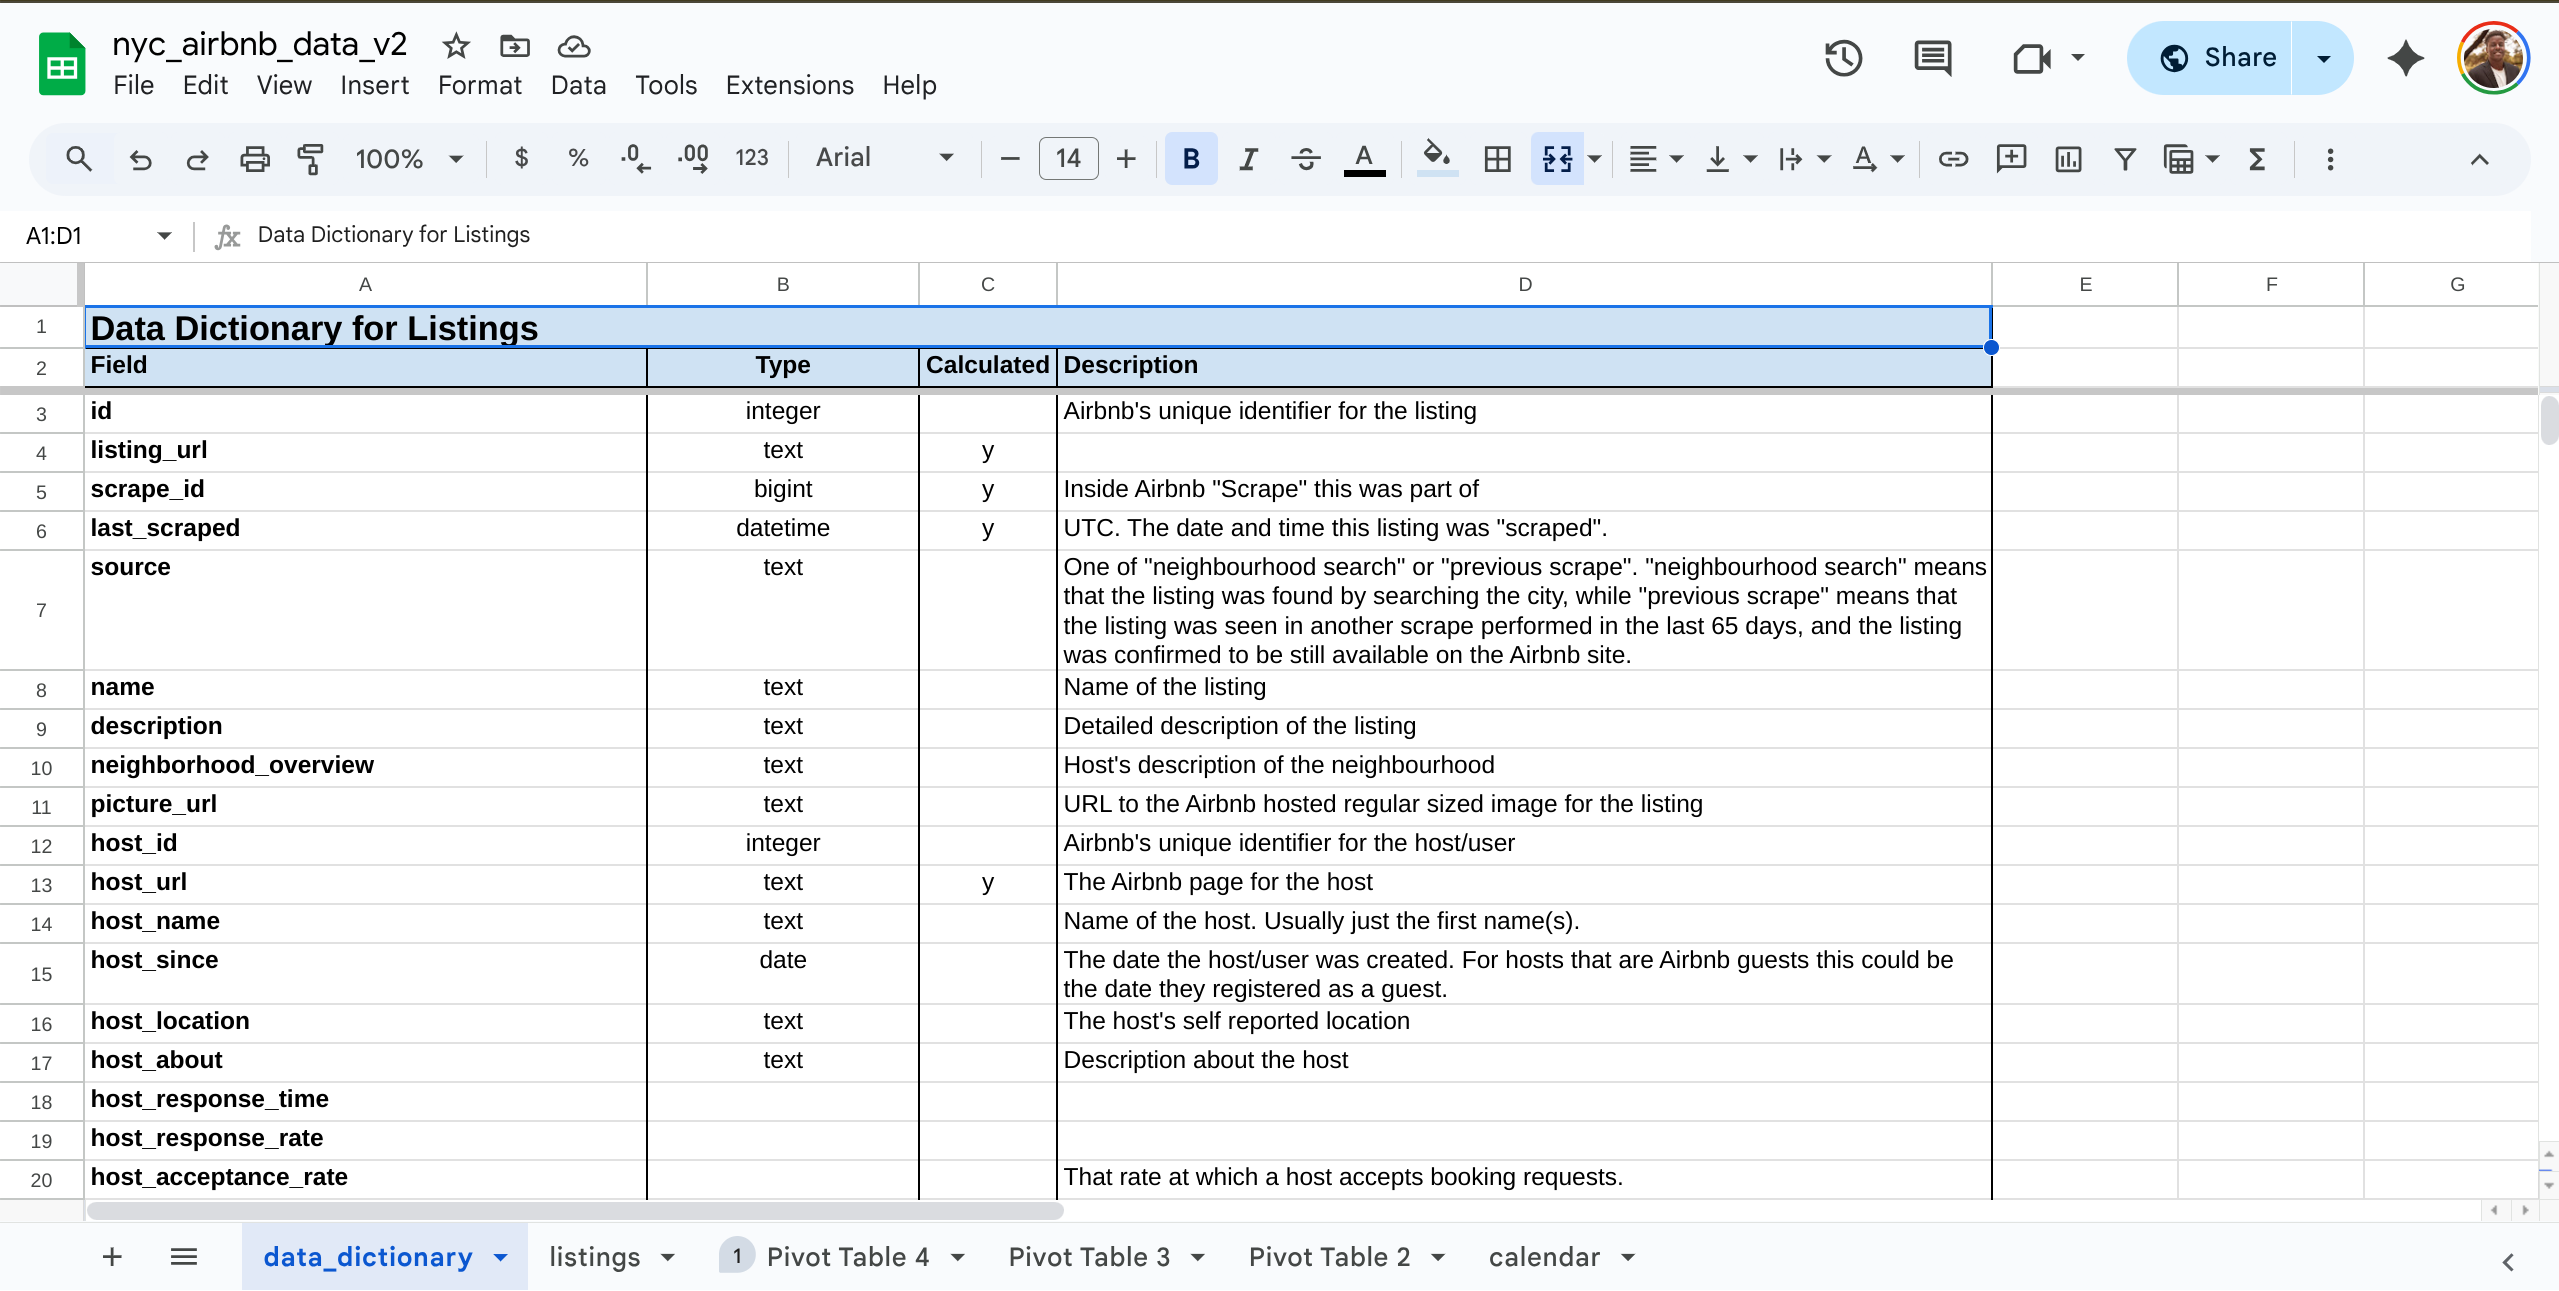 nyc_airbnb_data_v2
File Edit View Insert Format Data Tools Extensions Help
Share
100% $ % .0 .00 123 Arial 14 B I A A
A1:D1 fx Data Dictionary for Listings
A B C D E F G
1 Data Dictionary for Listings
2 Field Type Calculated Description
3 id integer Airbnb's unique identifier for the listing
4 listing_url text y
5 scrape_id bigint y Inside Airbnb "Scrape" this was part of
6 last_scraped datetime y UTC. The date and time this listing was "scraped".
7 source text One of "neighbourhood search" or "previous scrape". "neighbourhood search" means
that the listing was found by searching the city, while "previous scrape" means that
the listing was seen in another scrape performed in the last 65 days, and the listing
was confirmed to be still available on the Airbnb site.
8 name text Name of the listing
9 description text Detailed description of the listing
10 neighborhood_overview text Host's description of the neighbourhood
11 picture_url text URL to the Airbnb hosted regular sized image for the listing
12 host_id integer Airbnb's unique identifier for the host/user
13 host_url text y The Airbnb page for the host
14 host_name text Name of the host. Usually just the first name(s).
15 host_since date The date the host/user was created. For hosts that are Airbnb guests this could be
the date they registered as a guest.
16 host_location text The host's self reported location
17 host_about text Description about the host
18 host_response_time
19 host_response_rate
20 host_acceptance_rate That rate at which a host accepts booking requests.
data_dictionary listings 1 Pivot Table 4 Pivot Table 3 Pivot Table 2 calendar